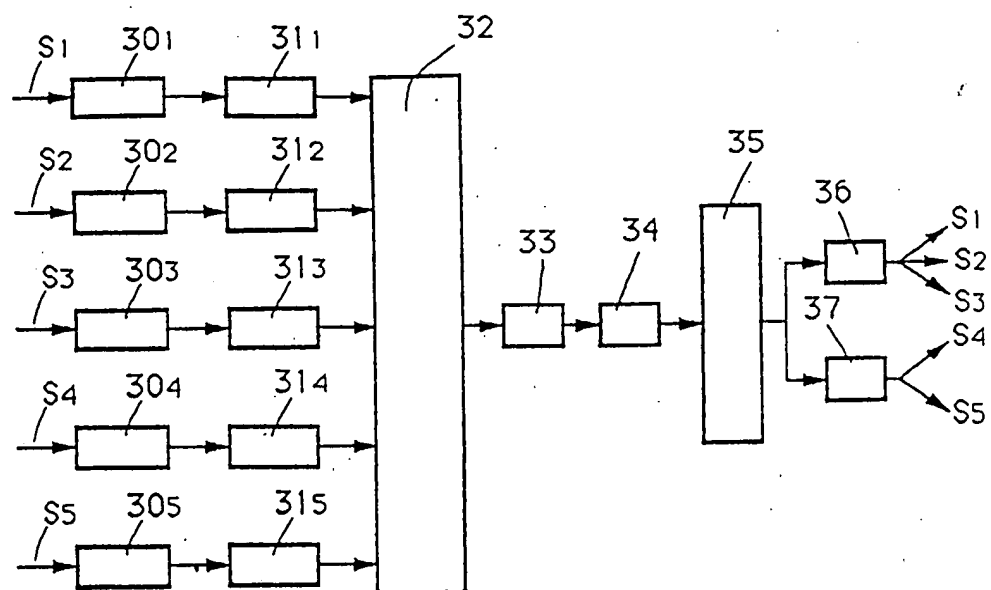 S1 30₁ 31₁ 32
S2 30₂ 31₂
35
36 S1
S2
S3 30₃ 31₃ 33 34
S3
37 S4
S4 30₄ 31₄
S5
S5 30₅ 31₅